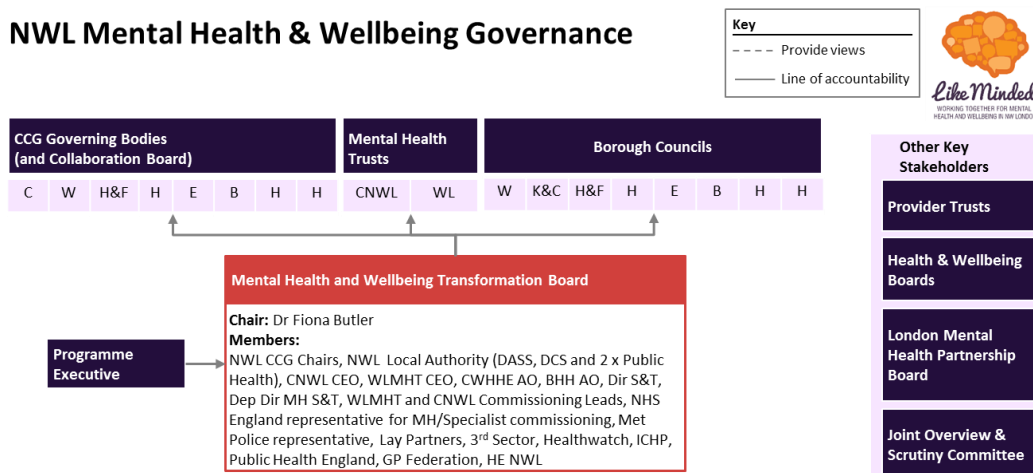 NWL Mental Health & Wellbeing Governance
Key
Provide views
Line of accountability
Like Minded
WORKING TOGETHER FOR MENTAL
HEALTH AND WELLBEING IN NW LONDON
CCG Governing Bodies
(and Collaboration Board)
C W H&F H E B H H
Mental Health
Trusts
CNWL WL
Borough Councils
W K&C H&F H E B H H
Mental Health and Wellbeing Transformation Board
Chair: Dr Fiona Butler
Members:
NWL CCG Chairs, NWL Local Authority (DASS, DCS and 2 x Public
Health), CNWL CEO, WLMHT CEO, CWHHE AO, BHH AO, Dir S&T,
Dep Dir MH S&T, WLMHT and CNWL Commissioning Leads, NHS
England representative for MH/Specialist commissioning, Met
Police representative, Lay Partners, 3rd Sector, Healthwatch, ICHP,
Public Health England, GP Federation, HE NWL
Programme
Executive
Other Key
Stakeholders
Provider Trusts
Health & Wellbeing
Boards
London Mental
Health Partnership
Board
Joint Overview &
Scrutiny Committee